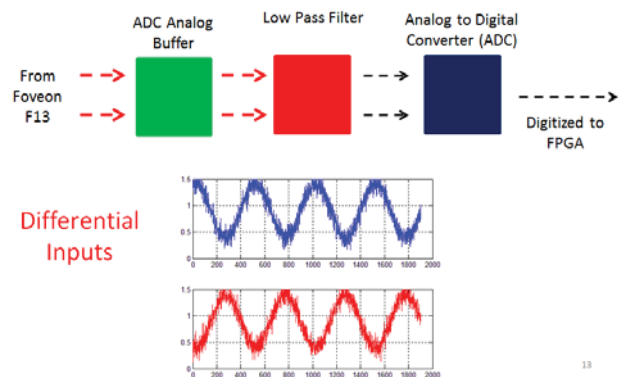 ADC Analog
Buffer
Low Pass Filter
Analog to Digital
Converter (ADC)
From
Foveon
F13
Digitized to
FPGA
Differential
Inputs
1.5
1
0.5
0
0 200 400 600 800 1000 1200 1400 1600 1800 2000
1.5
1
0.5
0
0 200 400 600 800 1000 1200 1400 1600 1800 2000
13